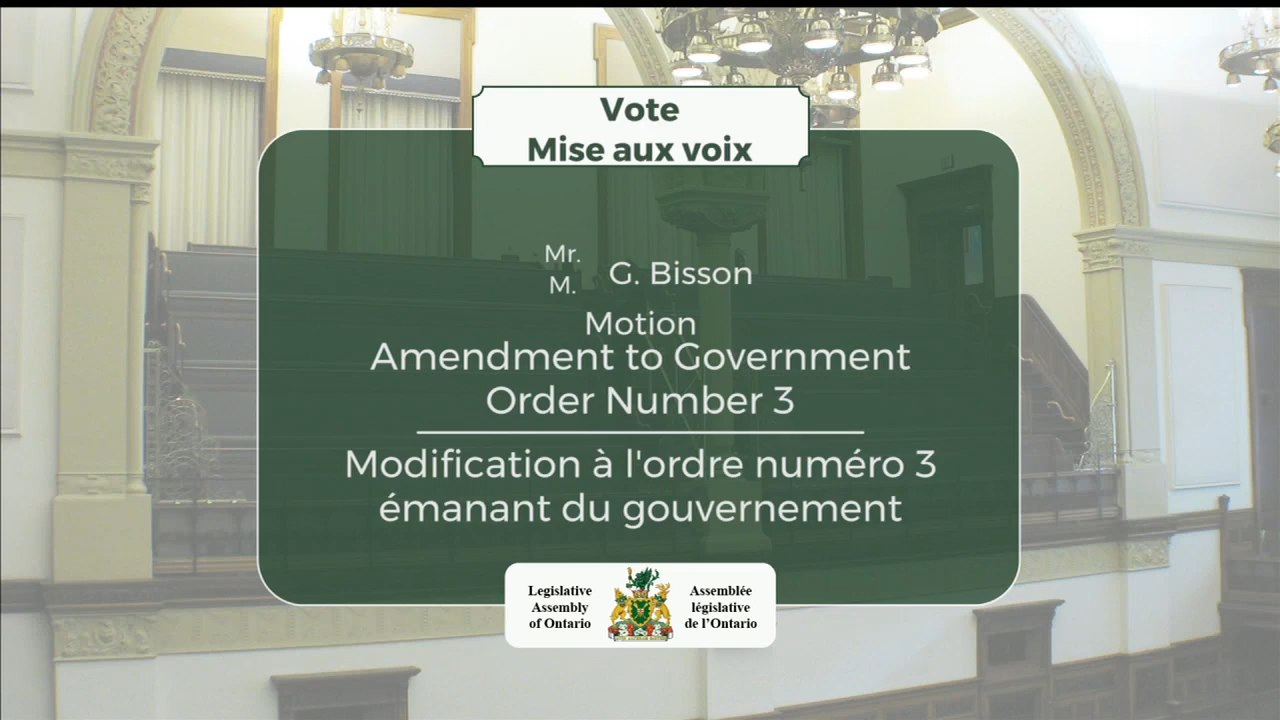 Vote
Mise aux voix
Mr.
M.
G. Bisson
Motion
Amendment to Government
Order Number 3
Modification à l'ordre numéro 3
émanant du gouvernement
Legislative
Assembly
of Ontario
Assemblée
législative
de l'Ontario